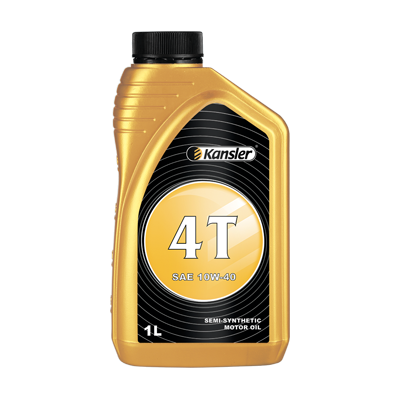 Kansler
4T
SAE 10W-40
SEMI-SYNTHETIC
MOTOR OIL
1L